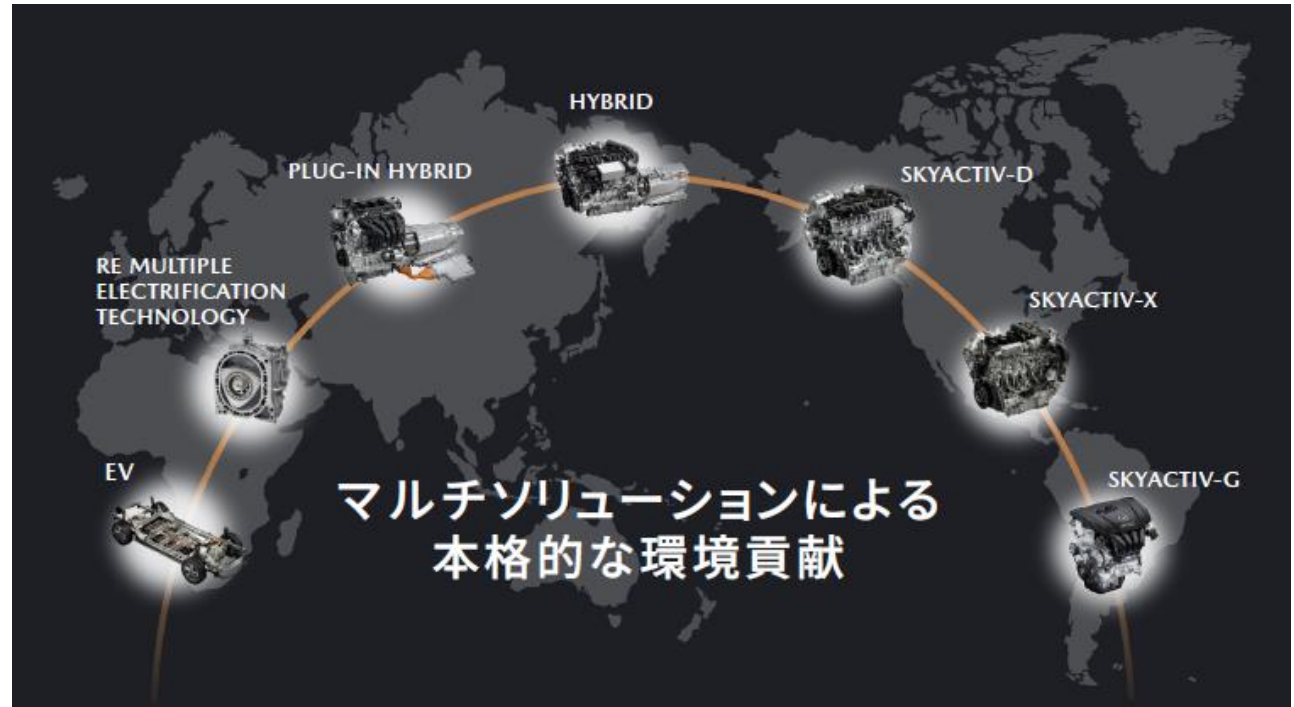 HYBRID
PLUG-IN HYBRID
SKYACTIV-D
RE MULTIPLE
ELECTRIFICATION
TECHNOLOGY
SKYACTIV-X
EV
SKYACTIV-G
マルチソリューションによる
本格的な環境貢献